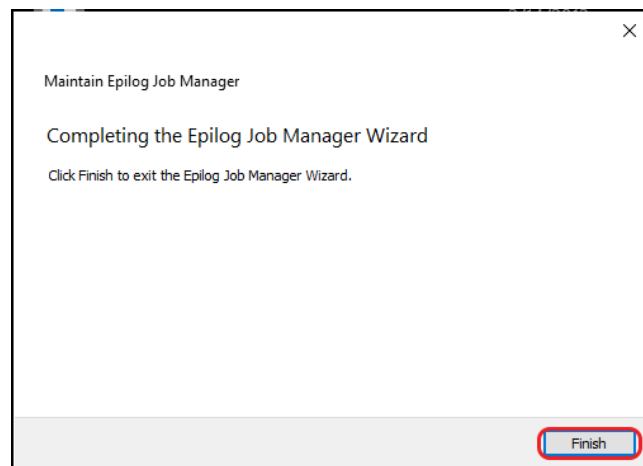 Maintain Epilog Job Manager
Completing the Epilog Job Manager Wizard
Click Finish to exit the Epilog Job Manager Wizard.
Finish